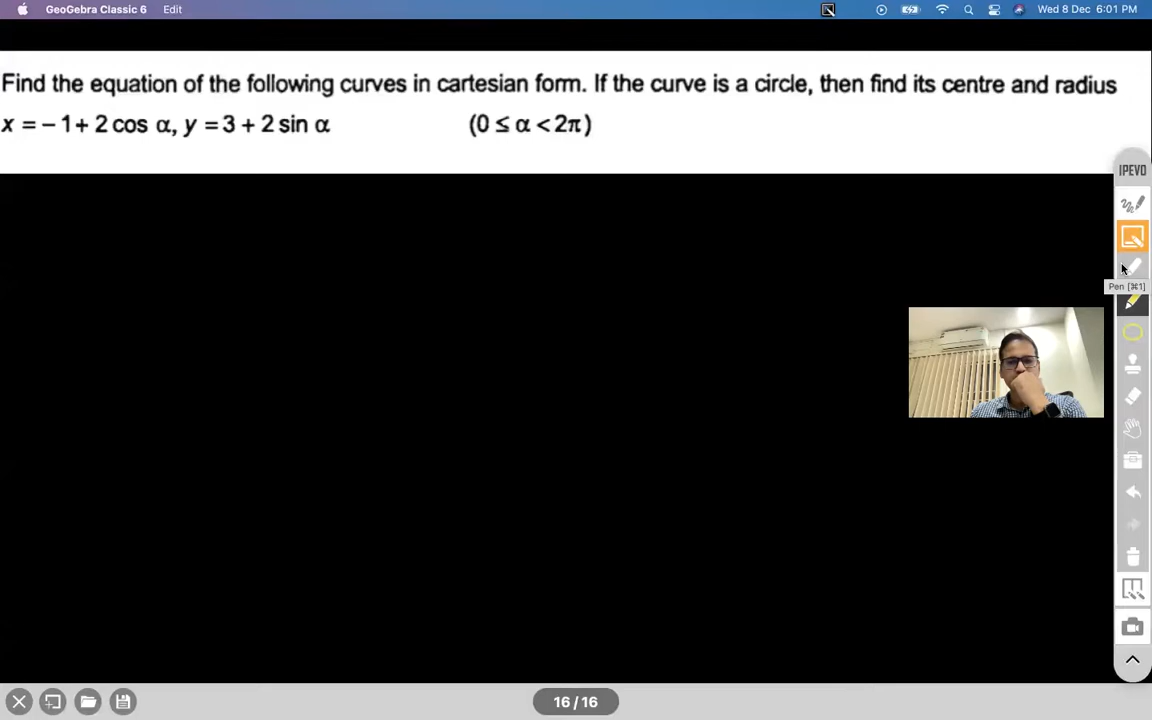 GeoGebra Classic 6 Edit Wed 8 Dec 6:01 PM
Find the equation of the following curves in cartesian form. If the curve is a circle, then find its centre and radius
x = – 1+ 2 cos α, y = 3 + 2 sin α (0 ≤ α < 2π)
IPEVO
Pen [⌘1]
16 / 16